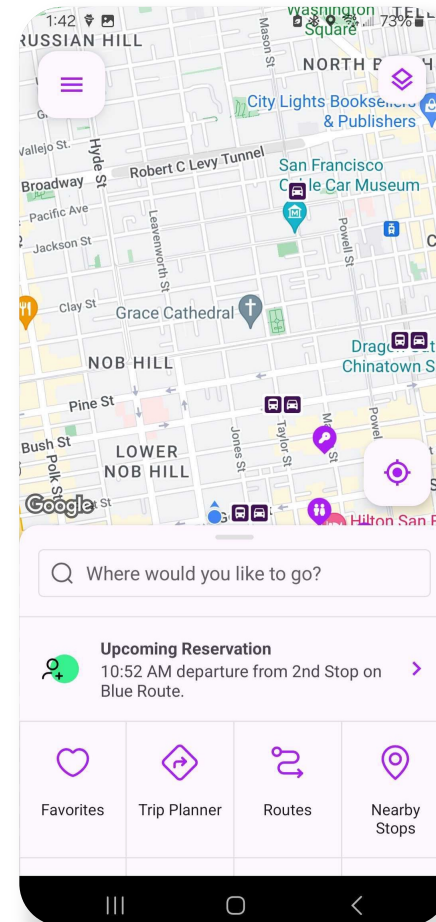 1:42
73%
RUSSIAN HILL
Washington
Square
TEL
Mason St
NORTH B H
City Lights Booksellers
& Publishers
Vallejo St.
Hyde St
Robert C Levy Tunnel
Broadway
San Francisco
Cable Car Museum
Pacific Ave
Jackson St
Leavenworth St
Powell St
Clay St
Grace Cathedral
Chinatown S
NOB HILL
Pine St
Bush St
Polk St
LOWER
NOB HILL
Jones St
Taylor St
St
Powel
Google
St
Hilton San F
Where would you like to go?
Upcoming Reservation
10:52 AM departure from 2nd Stop on
Blue Route.
Favorites
Trip Planner
Routes
Nearby
Stops